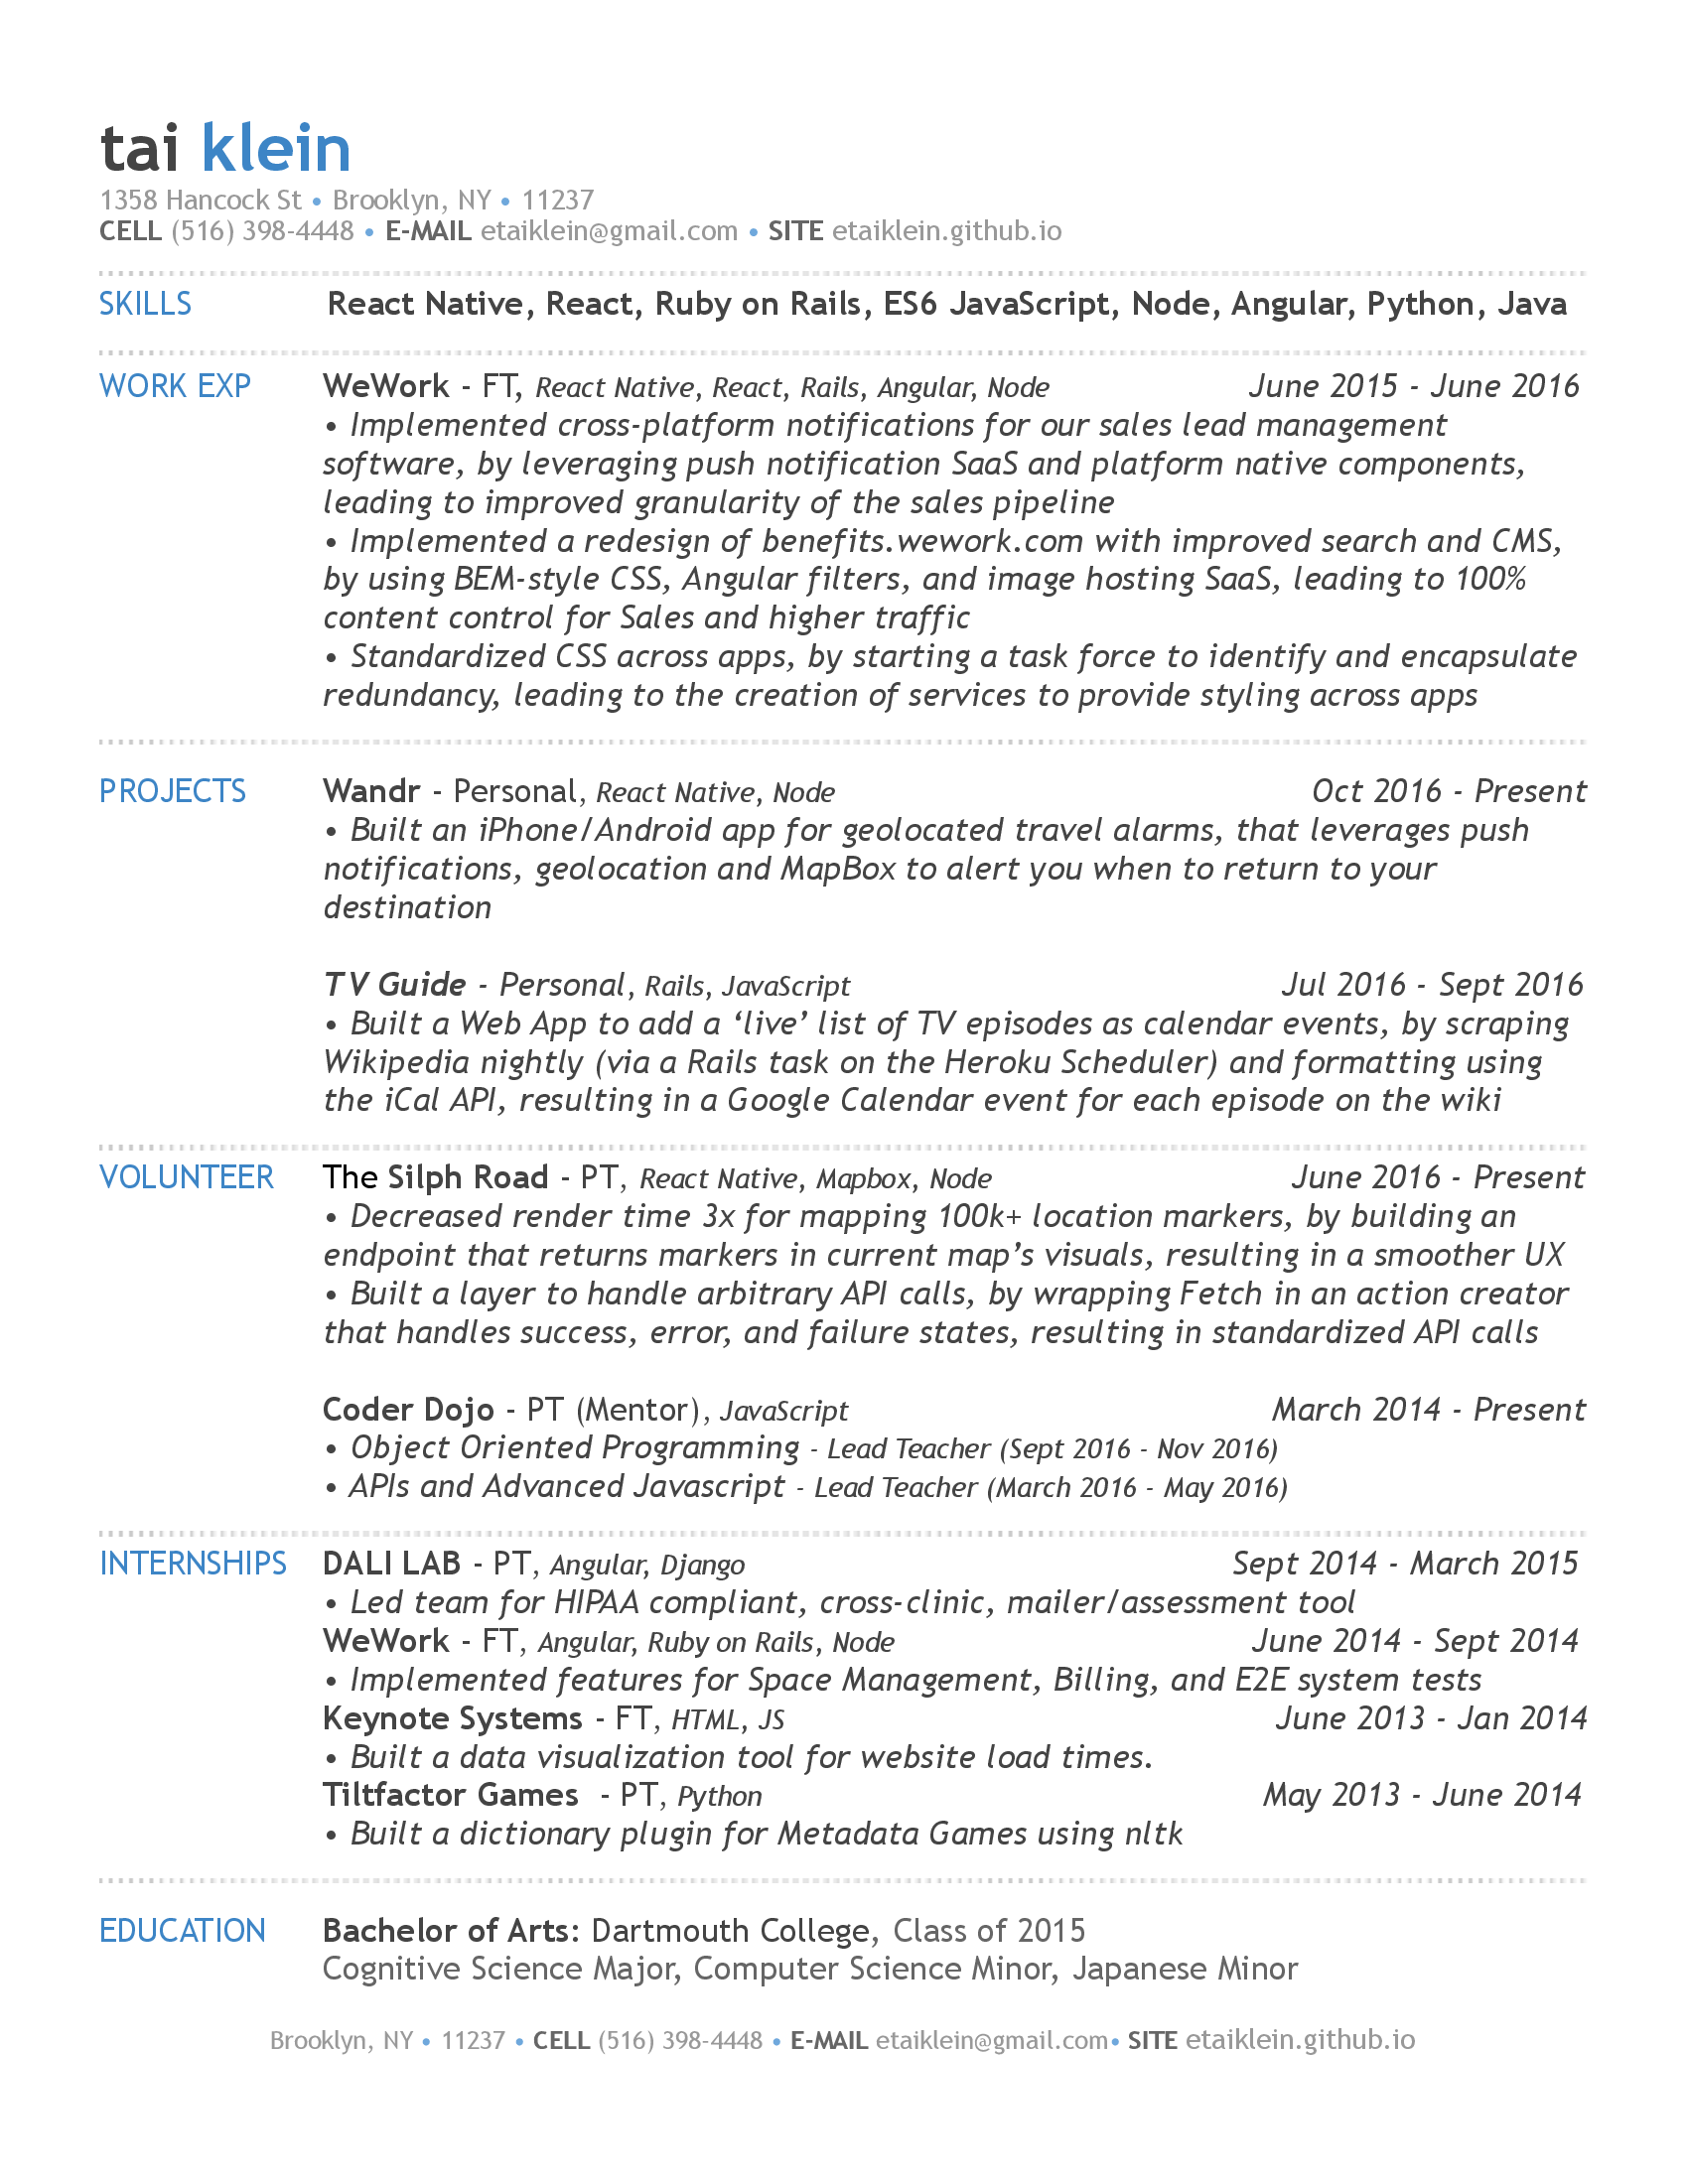 tai klein
1358 Hancock St • Brooklyn, NY • 11237
CELL (516) 398-4448 • E-MAIL etaiklein@gmail.com • SITE etaiklein.github.io
SKILLS React Native, React, Ruby on Rails, ES6 JavaScript, Node, Angular, Python, Java
WORK EXP WeWork - FT, React Native, React, Rails, Angular, Node June 2015 - June 2016
• Implemented cross-platform notifications for our sales lead management
software, by leveraging push notification SaaS and platform native components,
leading to improved granularity of the sales pipeline
• Implemented a redesign of benefits.wework.com with improved search and CMS,
by using BEM-style CSS, Angular filters, and image hosting SaaS, leading to 100%
content control for Sales and higher traffic
• Standardized CSS across apps, by starting a task force to identify and encapsulate
redundancy, leading to the creation of services to provide styling across apps
PROJECTS Wandr - Personal, React Native, Node Oct 2016 - Present
• Built an iPhone/Android app for geolocated travel alarms, that leverages push
notifications, geolocation and MapBox to alert you when to return to your
destination
TV Guide - Personal, Rails, JavaScript Jul 2016 - Sept 2016
• Built a Web App to add a ‘live’ list of TV episodes as calendar events, by scraping
Wikipedia nightly (via a Rails task on the Heroku Scheduler) and formatting using
the iCal API, resulting in a Google Calendar event for each episode on the wiki
VOLUNTEER The Silph Road - PT, React Native, Mapbox, Node June 2016 - Present
• Decreased render time 3x for mapping 100k+ location markers, by building an
endpoint that returns markers in current map’s visuals, resulting in a smoother UX
• Built a layer to handle arbitrary API calls, by wrapping Fetch in an action creator
that handles success, error, and failure states, resulting in standardized API calls
Coder Dojo - PT (Mentor), JavaScript March 2014 - Present
• Object Oriented Programming - Lead Teacher (Sept 2016 - Nov 2016)
• APIs and Advanced Javascript - Lead Teacher (March 2016 - May 2016)
INTERNSHIPS DALI LAB - PT, Angular, Django Sept 2014 - March 2015
• Led team for HIPAA compliant, cross-clinic, mailer/assessment tool
WeWork - FT, Angular, Ruby on Rails, Node June 2014 - Sept 2014
• Implemented features for Space Management, Billing, and E2E system tests
Keynote Systems - FT, HTML, JS June 2013 - Jan 2014
• Built a data visualization tool for website load times.
Tiltfactor Games - PT, Python May 2013 - June 2014
• Built a dictionary plugin for Metadata Games using nltk
EDUCATION Bachelor of Arts: Dartmouth College, Class of 2015
Cognitive Science Major, Computer Science Minor, Japanese Minor
Brooklyn, NY • 11237 • CELL (516) 398-4448 • E-MAIL etaiklein@gmail.com• SITE etaiklein.github.io